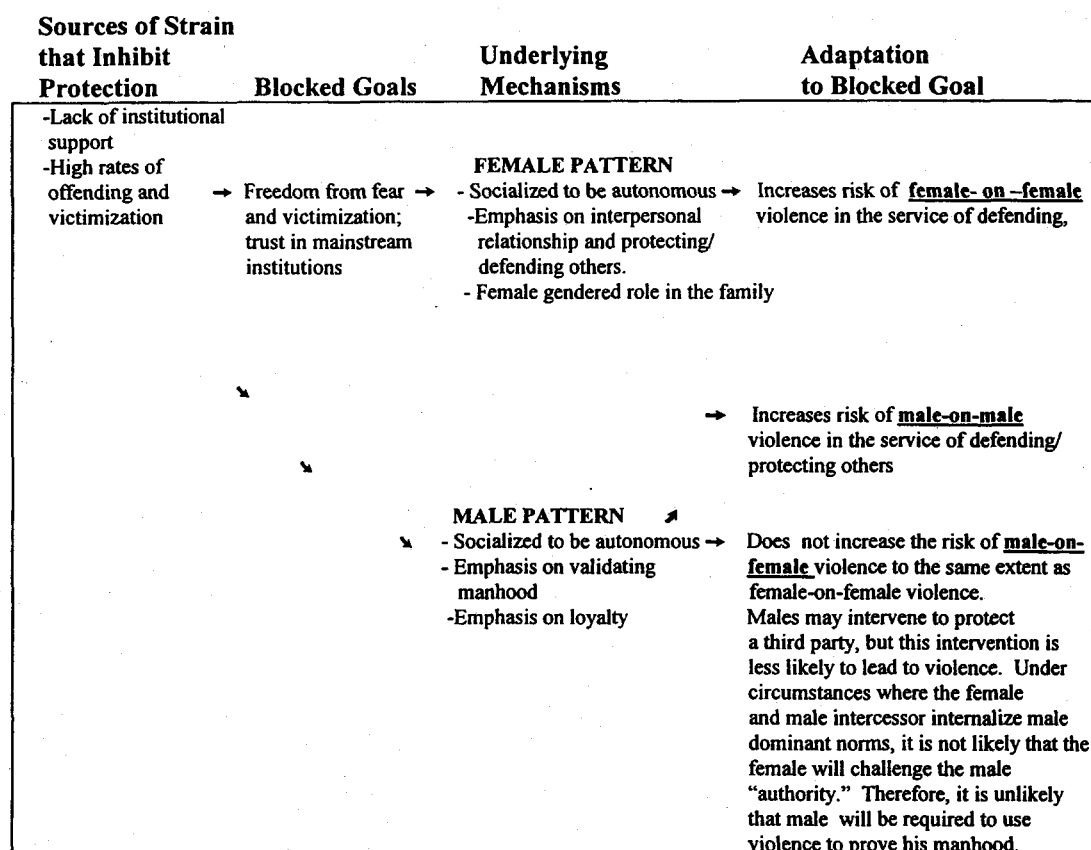 Sources of Strain
that Inhibit
Protection
Blocked Goals
Underlying
Mechanisms
Adaptation
to Blocked Goal
-Lack of institutional
support
-High rates of
offending and
victimization
→ Freedom from fear →
and victimization;
trust in mainstream
institutions
FEMALE PATTERN
- Socialized to be autonomous →
-Emphasis on interpersonal
relationship and protecting/
defending others.
- Female gendered role in the family
Increases risk of female- on –female
violence in the service of defending,
→ Increases risk of male-on-male
violence in the service of defending/
protecting others
MALE PATTERN
- Socialized to be autonomous →
- Emphasis on validating
manhood
-Emphasis on loyalty
Does not increase the risk of male-on-
female violence to the same extent as
female-on-female violence.
Males may intervene to protect
a third party, but this intervention is
less likely to lead to violence. Under
circumstances where the female
and male intercessor internalize male
dominant norms, it is not likely that the
female will challenge the male
“authority.” Therefore, it is unlikely
that male will be required to use
violence to prove his manhood.